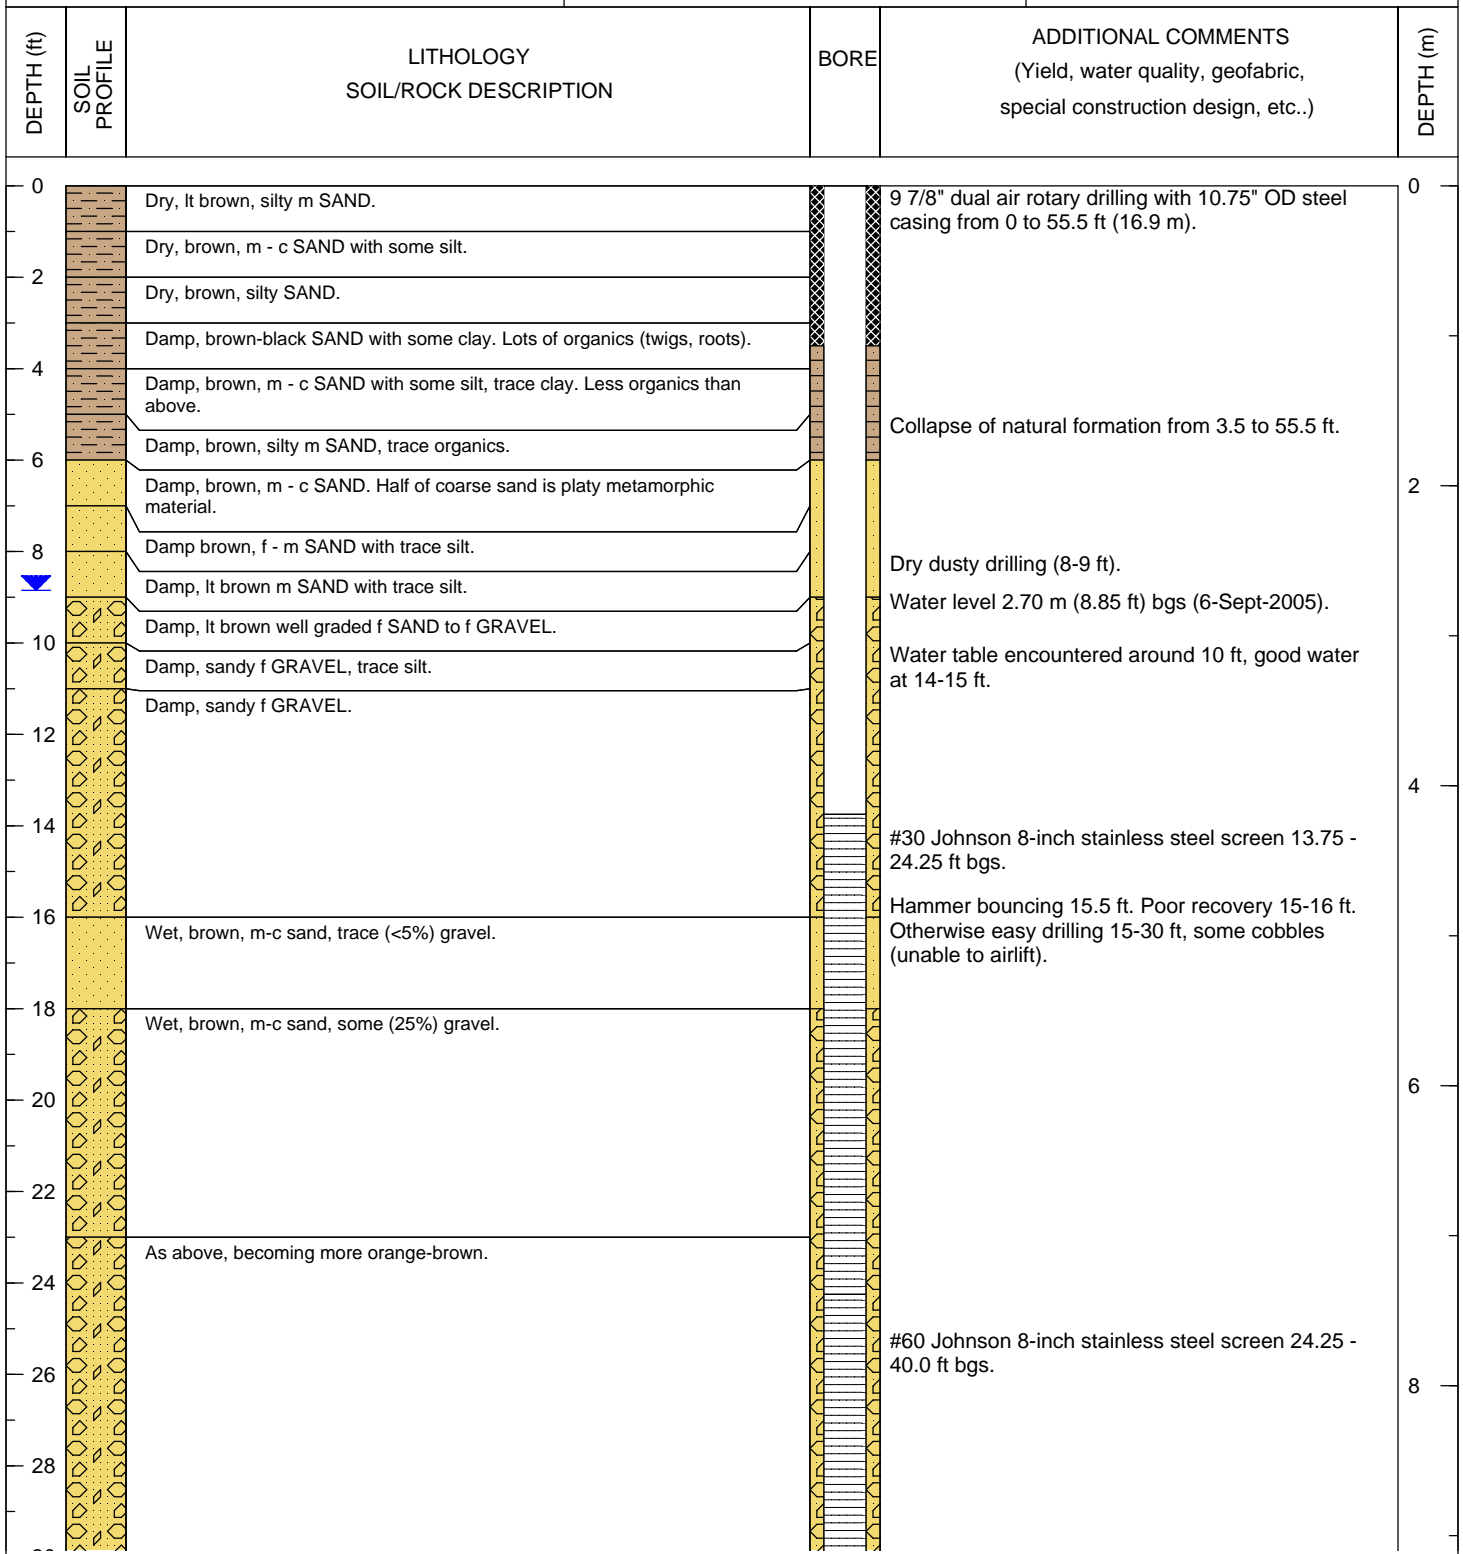 DEPTH (ft)
SOIL
PROFILE
LITHOLOGY
SOIL/ROCK DESCRIPTION
BORE
ADDITIONAL COMMENTS
(Yield, water quality, geofabric,
special construction design, etc..)
DEPTH (m)
0
Dry, lt brown, silty m SAND.
9 7/8" dual air rotary drilling with 10.75" OD steel
casing from 0 to 55.5 ft (16.9 m).
0
Dry, brown, m - c SAND with some silt.
2
Dry, brown, silty SAND.
Damp, brown-black SAND with some clay. Lots of organics (twigs, roots).
4
Damp, brown, m - c SAND with some silt, trace clay. Less organics than
above.
Collapse of natural formation from 3.5 to 55.5 ft.
Damp, brown, silty m SAND, trace organics.
6
Damp, brown, m - c SAND. Half of coarse sand is platy metamorphic
material.
2
Damp brown, f - m SAND with trace silt.
8
Dry dusty drilling (8-9 ft).
Damp, lt brown m SAND with trace silt.
Water level 2.70 m (8.85 ft) bgs (6-Sept-2005).
Damp, lt brown well graded f SAND to f GRAVEL.
10
Water table encountered around 10 ft, good water
at 14-15 ft.
Damp, sandy f GRAVEL, trace silt.
Damp, sandy f GRAVEL.
12
4
14
#30 Johnson 8-inch stainless steel screen 13.75 -
24.25 ft bgs.
16
Hammer bouncing 15.5 ft. Poor recovery 15-16 ft.
Otherwise easy drilling 15-30 ft, some cobbles
(unable to airlift).
Wet, brown, m-c sand, trace (<5%) gravel.
18
Wet, brown, m-c sand, some (25%) gravel.
20
6
22
As above, becoming more orange-brown.
24
#60 Johnson 8-inch stainless steel screen 24.25 -
40.0 ft bgs.
26
8
28